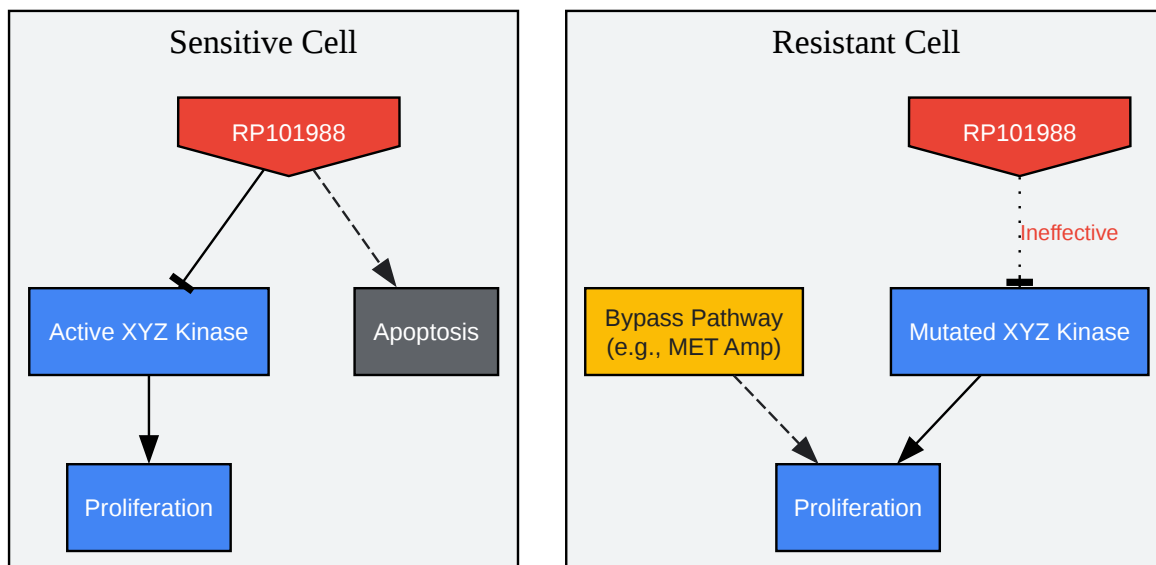 Sensitive Cell
RP101988
Active XYZ Kinase
Apoptosis
Proliferation
Resistant Cell
RP101988
Ineffective
Bypass Pathway
(e.g., MET Amp)
Mutated XYZ Kinase
Proliferation